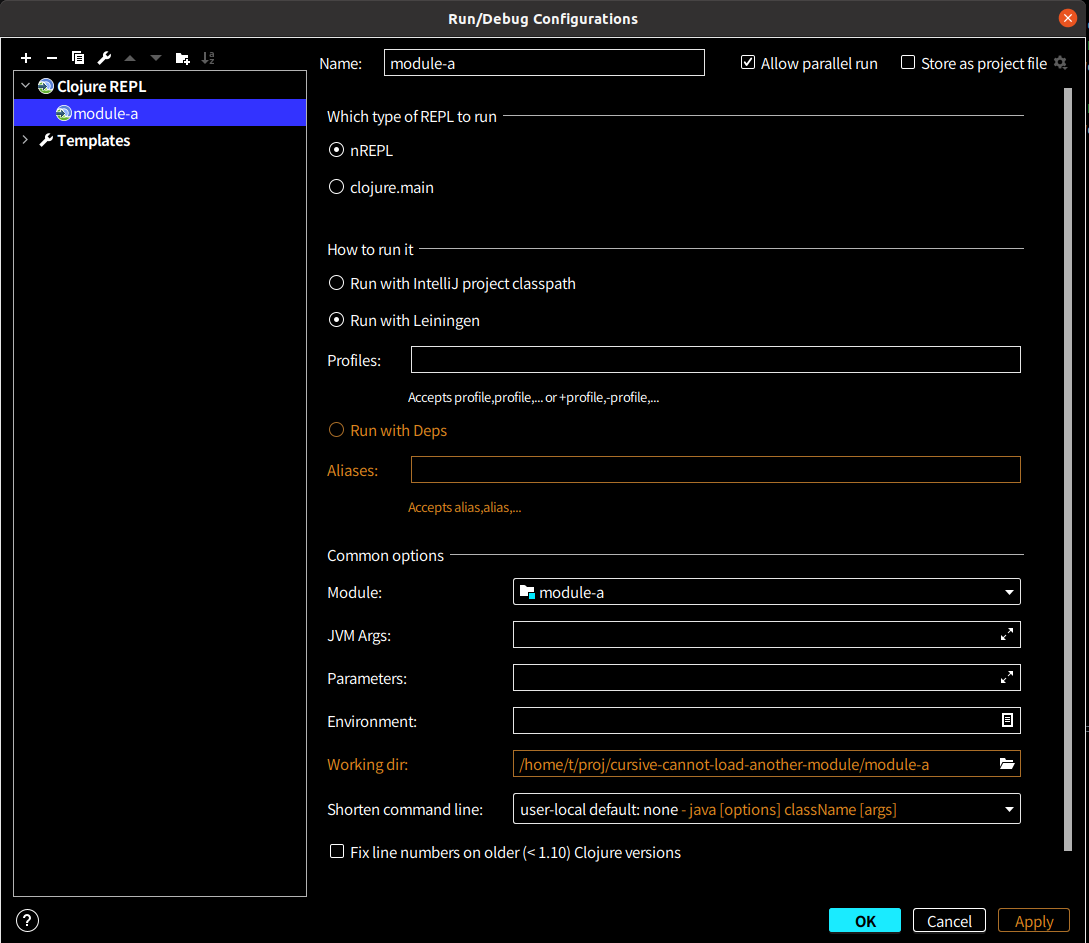 Run/Debug Configurations
Clojure REPL
module-a
Templates
Name: module-a Allow parallel run Store as project file
Which type of REPL to run
nREPL
clojure.main
How to run it
Run with IntelliJ project classpath
Run with Leiningen
Profiles:
Accepts profile,profile,... or +profile,-profile,...
Run with Deps
Aliases:
Accepts alias,alias,...
Common options
Module: module-a
JVM Args:
Parameters:
Environment:
Working dir: /home/t/proj/cursive-cannot-load-another-module/module-a
Shorten command line: user-local default: none - java [options] className [args]
Fix line numbers on older (< 1.10) Clojure versions
? OK Cancel Apply